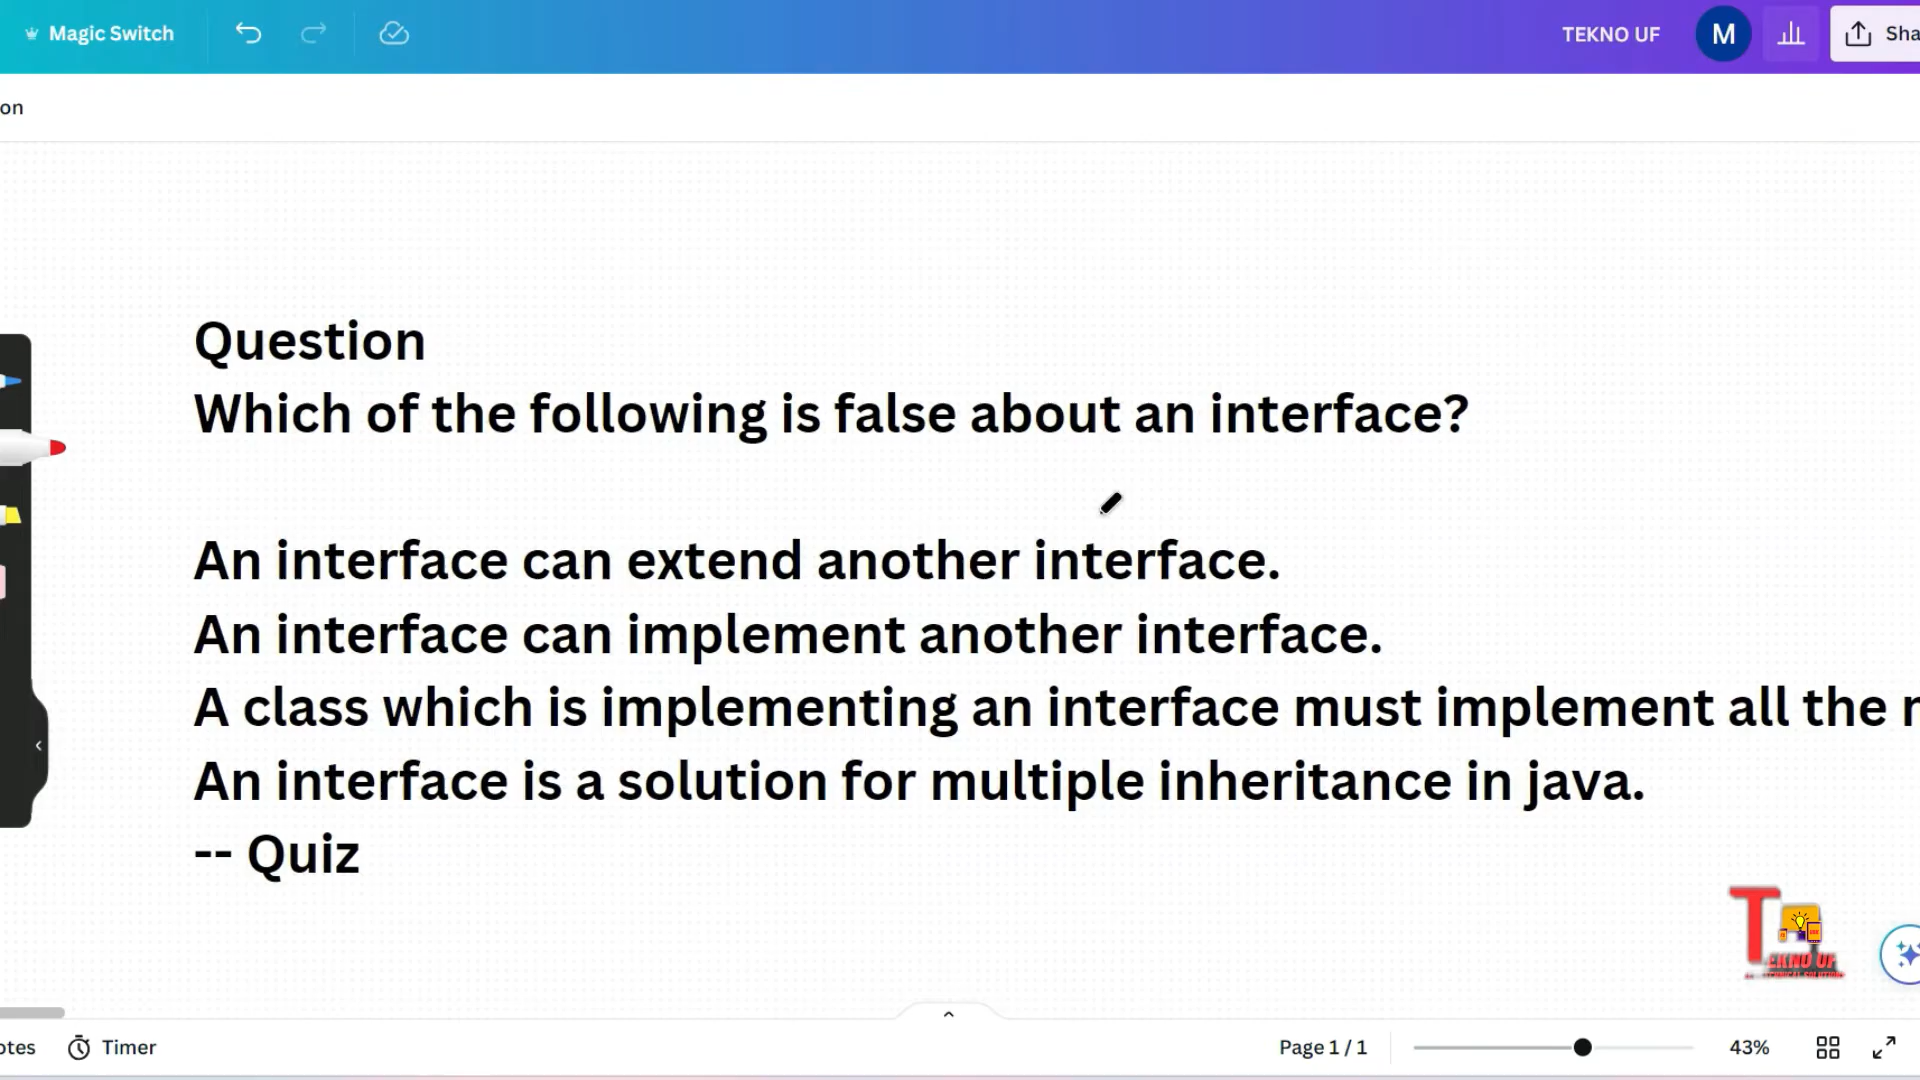 Magic Switch
TEKNO UF
M
Sha
on
Question
Which of the following is false about an interface?
An interface can extend another interface.
An interface can implement another interface.
A class which is implementing an interface must implement all the
An interface is a solution for multiple inheritance in java.
-- Quiz
T
EKNO UF
otes
Timer
Page 1 / 1
43%